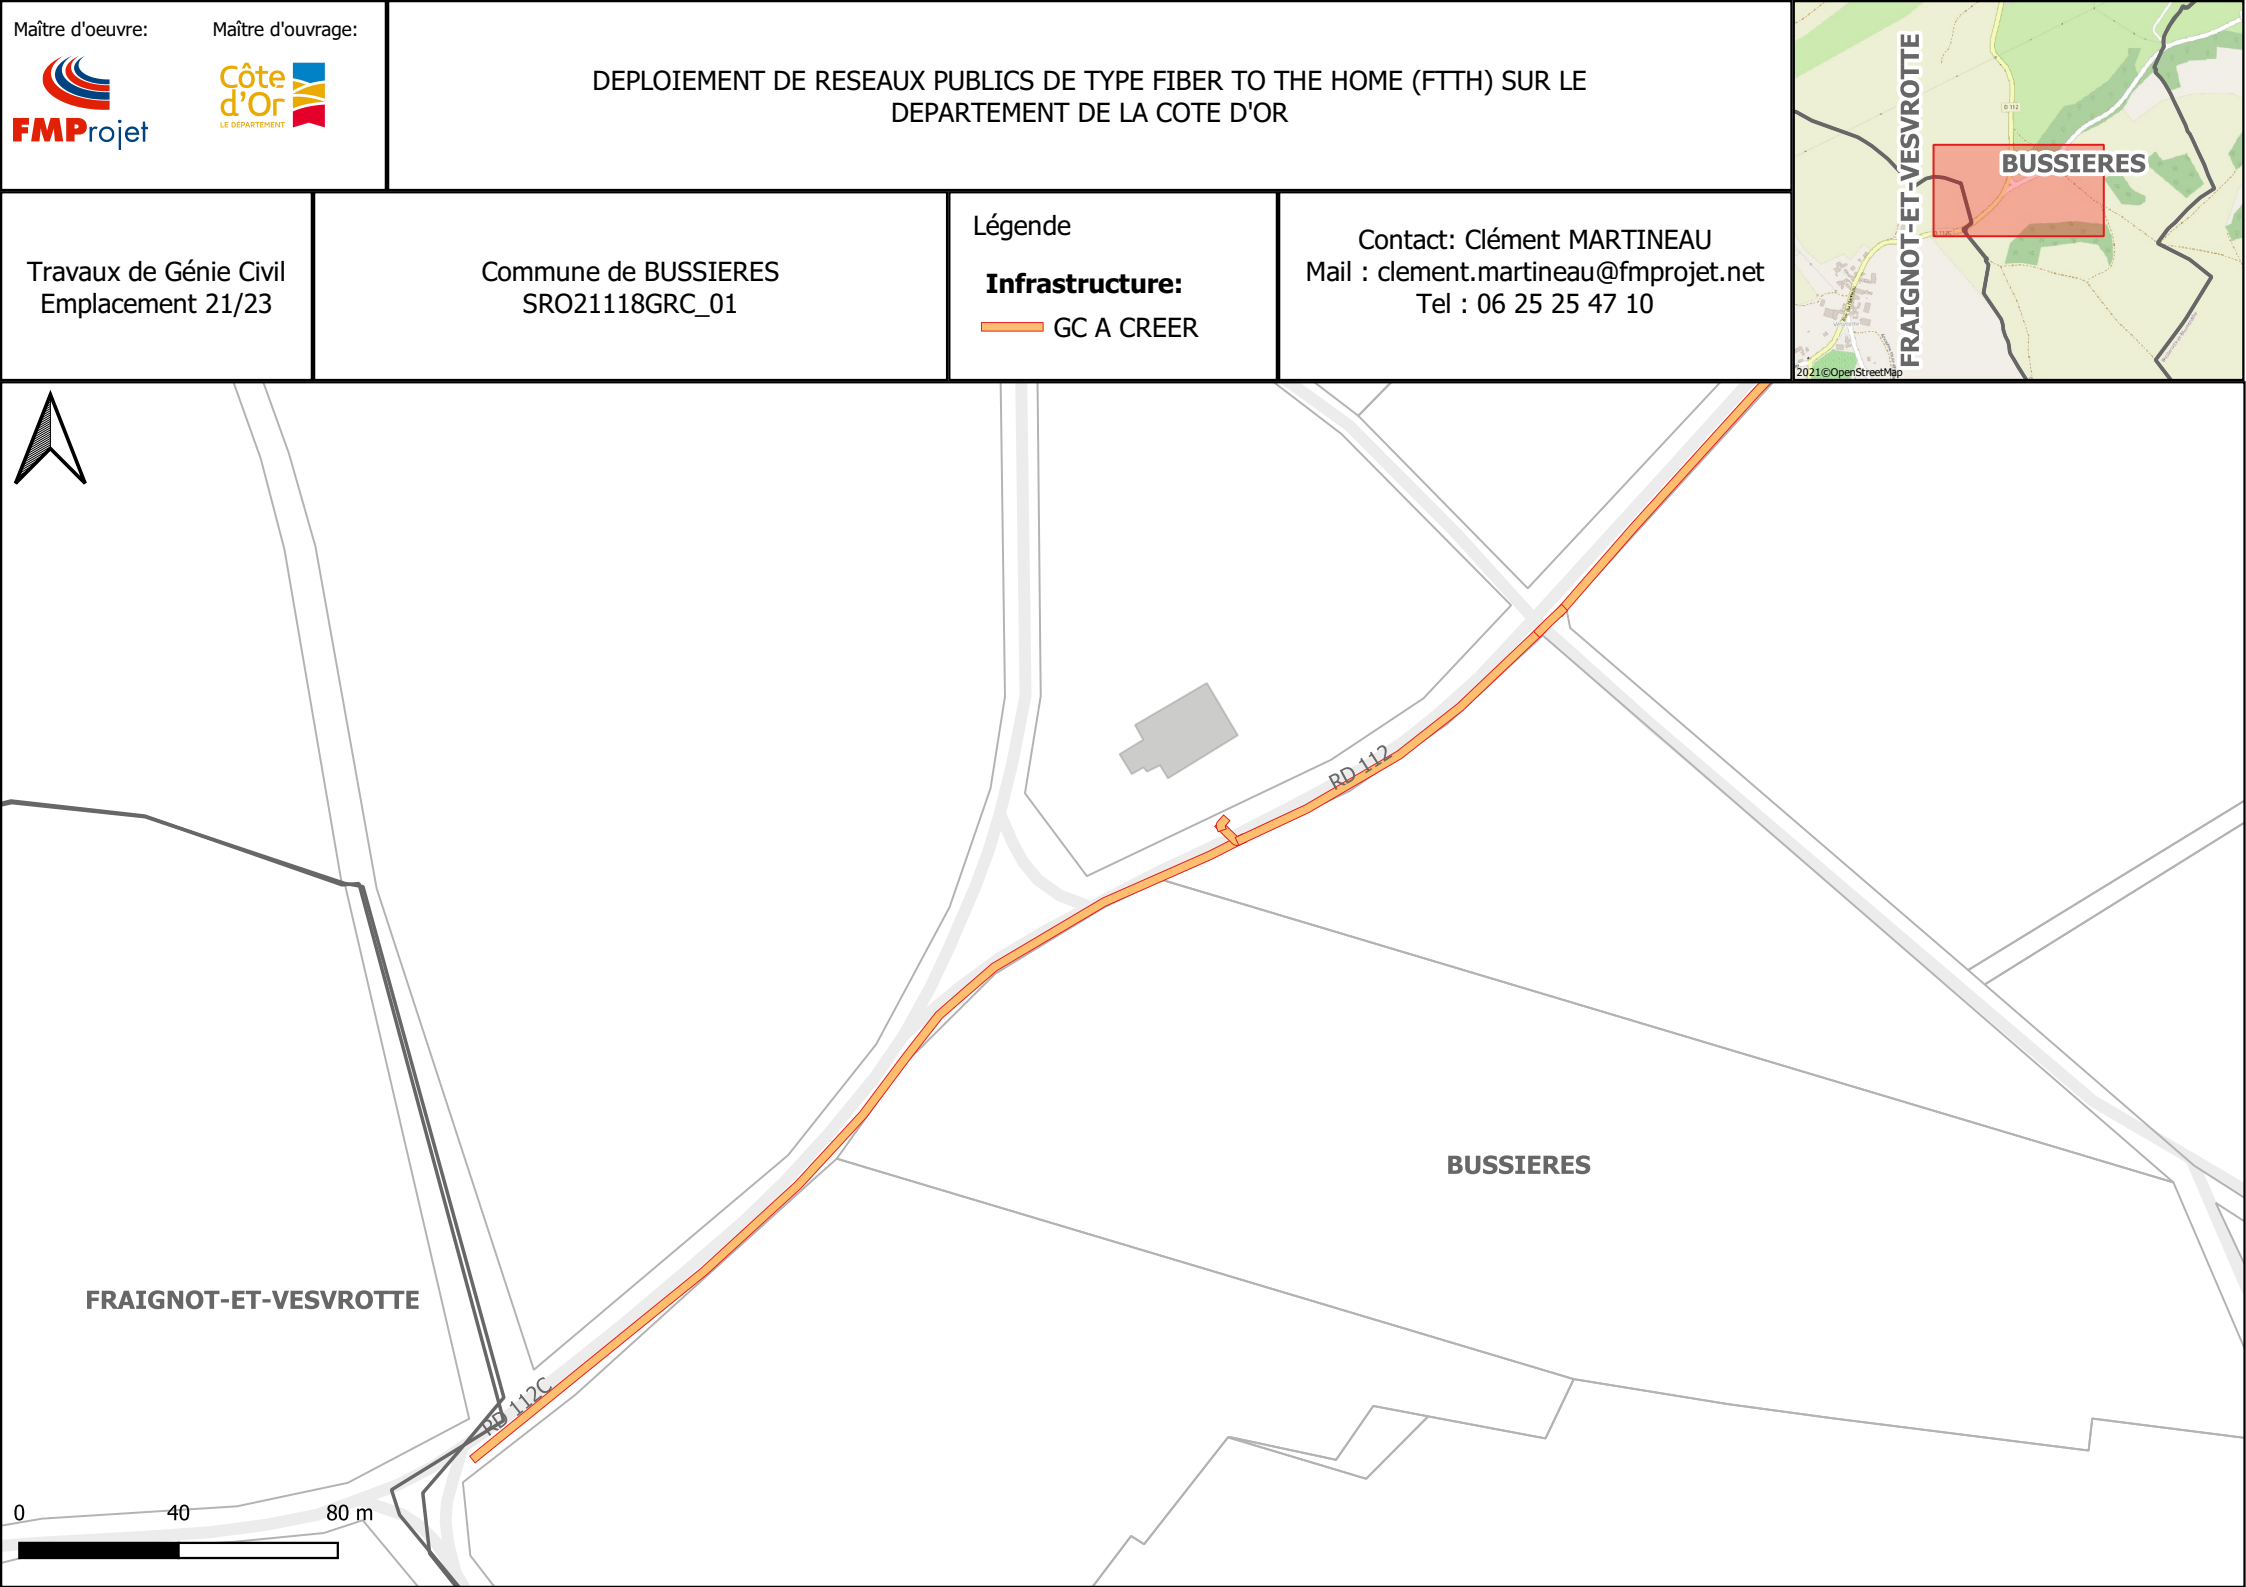 Maître d'oeuvre:
Maître d'ouvrage:
FMProjet
Côte
d'Or
LE DÉPARTEMENT
DEPLOIEMENT DE RESEAUX PUBLICS DE TYPE FIBER TO THE HOME (FTTH) SUR LE
DEPARTEMENT DE LA COTE D'OR
Travaux de Génie Civil
Emplacement 21/23
Commune de BUSSIERES
SRO21118GRC_01
Légende
Infrastructure:
GC A CREER
Contact: Clément MARTINEAU
Mail : clement.martineau@fmprojet.net
Tel : 06 25 25 47 10
FRAIGNOT-ET-VESVROTTE
D 112
BUSSIERES
2021©OpenStreetMap
RD 112
BUSSIERES
FRAIGNOT-ET-VESVROTTE
RD 112C
0 40 80 m